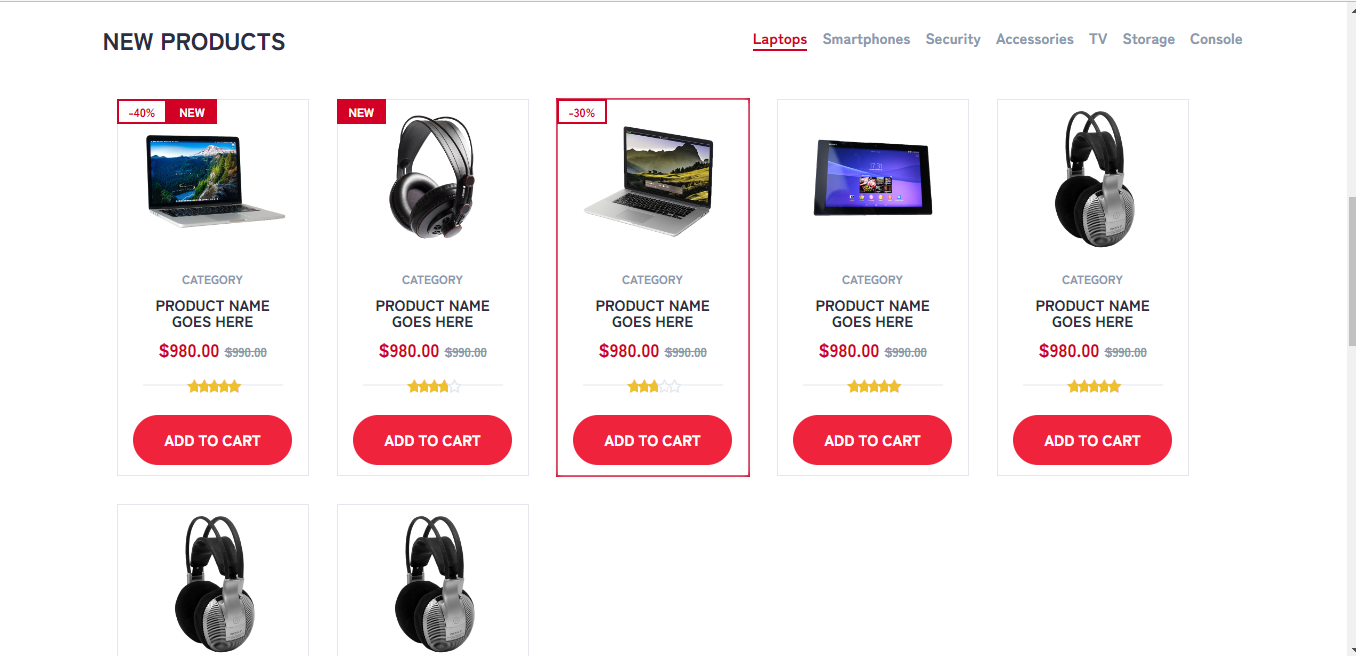 NEW PRODUCTS
Laptops Smartphones Security Accessories TV Storage Console
-40% NEW
CATEGORY
PRODUCT NAME
GOES HERE
$980.00 $990.00
ADD TO CART
NEW
CATEGORY
PRODUCT NAME
GOES HERE
$980.00 $990.00
ADD TO CART
-30%
CATEGORY
PRODUCT NAME
GOES HERE
$980.00 $990.00
ADD TO CART
CATEGORY
PRODUCT NAME
GOES HERE
$980.00 $990.00
ADD TO CART
CATEGORY
PRODUCT NAME
GOES HERE
$980.00 $990.00
ADD TO CART